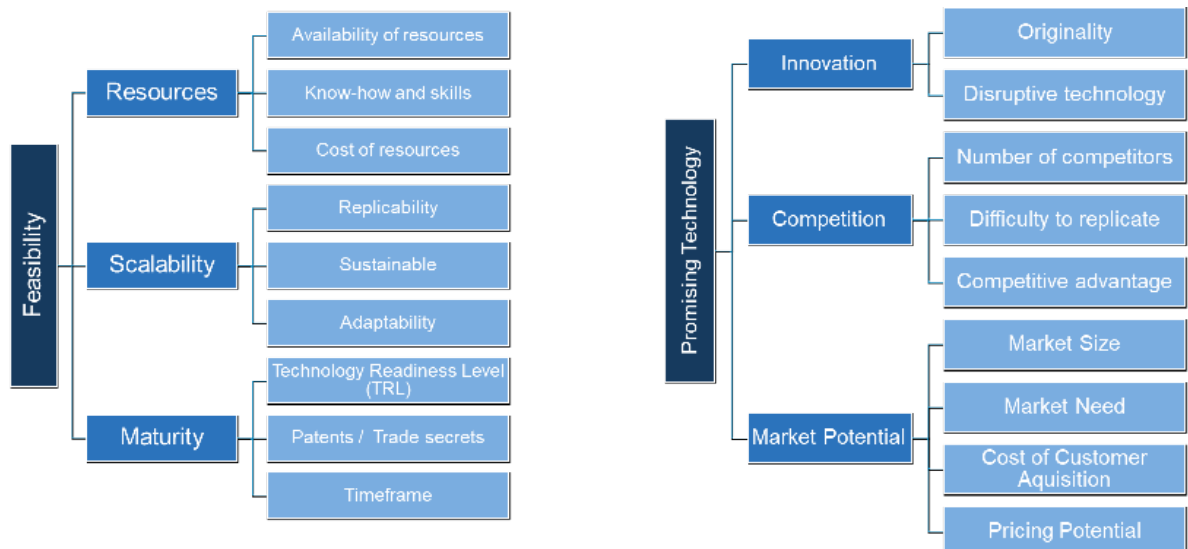 Feasibility
Resources
Availability of resources
Know-how and skills
Cost of resources
Scalability
Replicability
Sustainable
Adaptability
Maturity
Technology Readiness Level
(TRL)
Patents / Trade secrets
Timeframe
Promising Technology
Innovation
Originality
Disruptive technology
Competition
Number of competitors
Difficulty to replicate
Competitive advantage
Market Potential
Market Size
Market Need
Cost of Customer
Aquisition
Pricing Potential